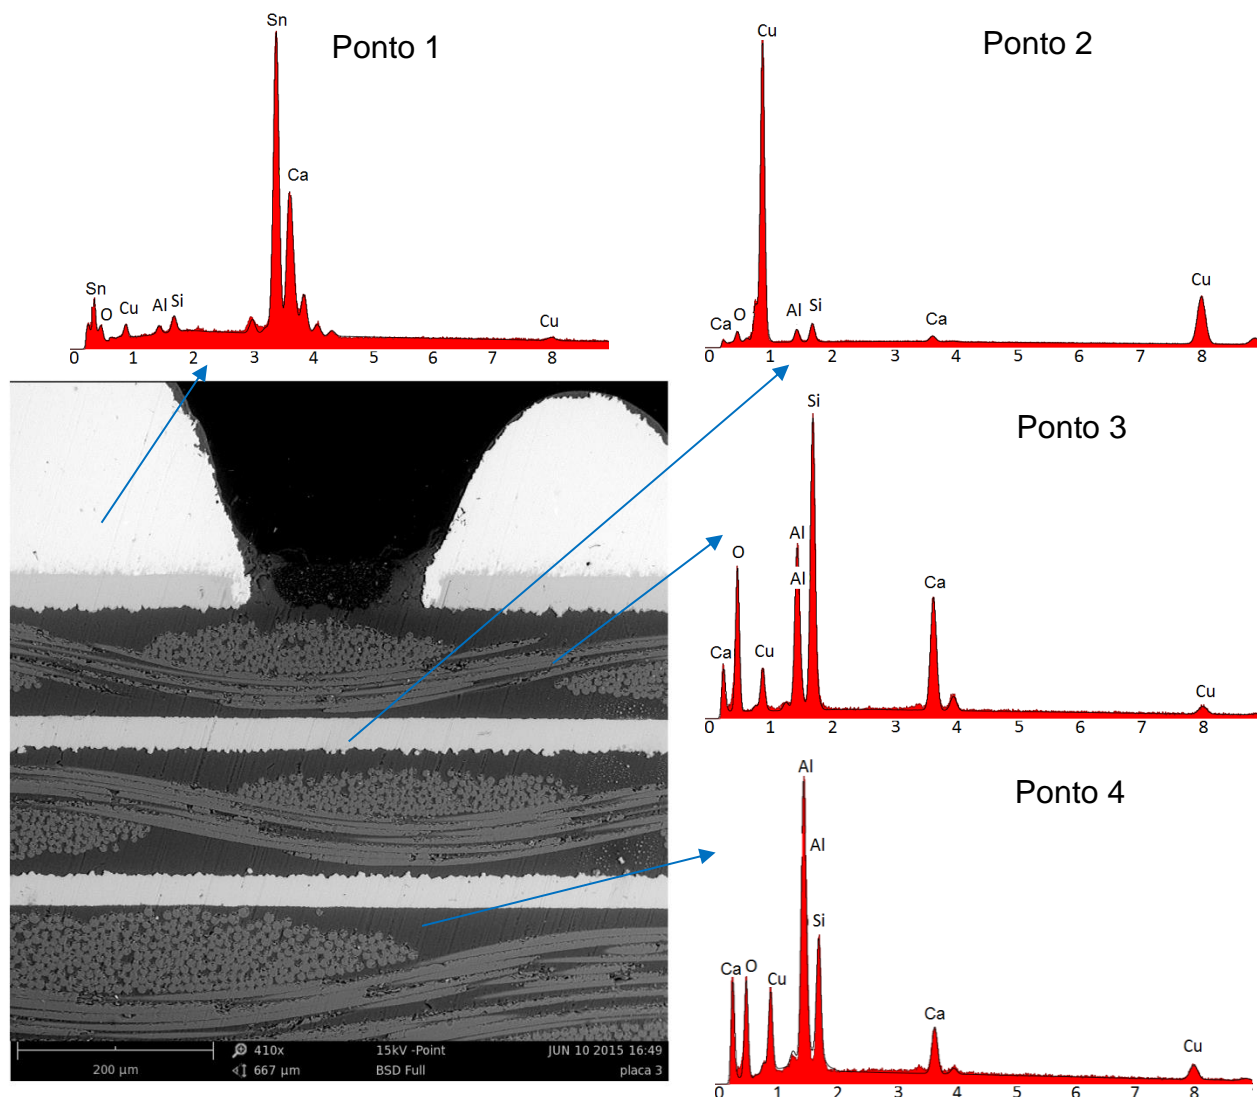 Ponto 1
Sn
Ca
Sn
O
Cu
Al
Si
Cu
0 1 2 3 4 5 6 7 8
Ponto 2
Cu
Ca
O
Al
Si
Ca
Cu
0 1 2 3 4 5 6 7 8
Ponto 3
Si
Al
O
Al
Ca
Ca
Cu
Cu
0 1 2 3 4 5 6 7 8
Ponto 4
Al
Al
Si
Ca
O
Cu
Ca
Cu
0 1 2 3 4 5 6 7 8
410x 15kV -Point JUN 10 2015 16:49
200 µm 667 µm BSD Full placa 3